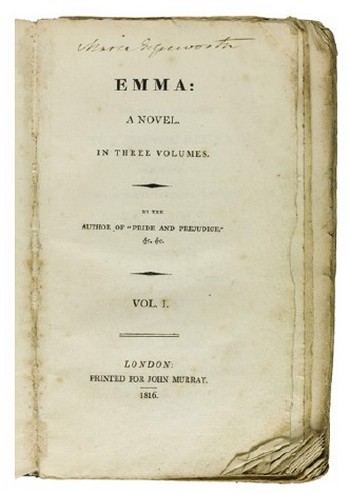 Maria Edgeworth
EMMA:
A NOVEL.
IN THREE VOLUMES.
BY THE
AUTHOR OF "PRIDE AND PREJUDICE,"
&c. &c.
VOL. I.
LONDON:
PRINTED FOR JOHN MURRAY.
1816.